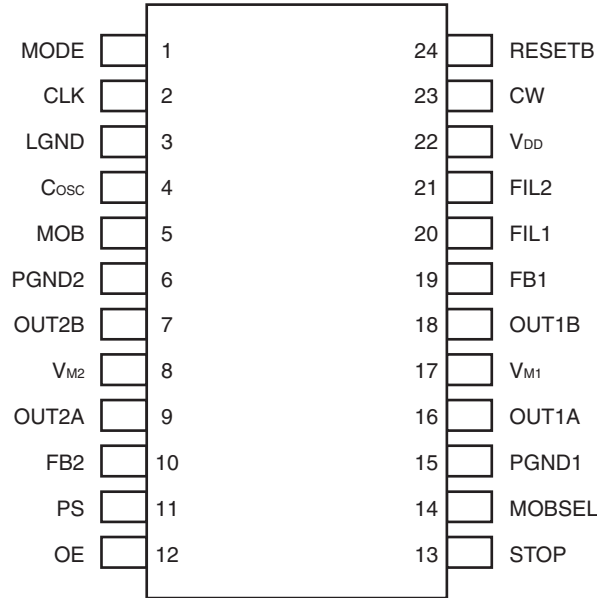 MODE 1 24 RESETB
CLK 2 23 CW
LGND 3 22 VDD
COSC 4 21 FIL2
MOB 5 20 FIL1
PGND2 6 19 FB1
OUT2B 7 18 OUT1B
VM2 8 17 VM1
OUT2A 9 16 OUT1A
FB2 10 15 PGND1
PS 11 14 MOBSEL
OE 12 13 STOP